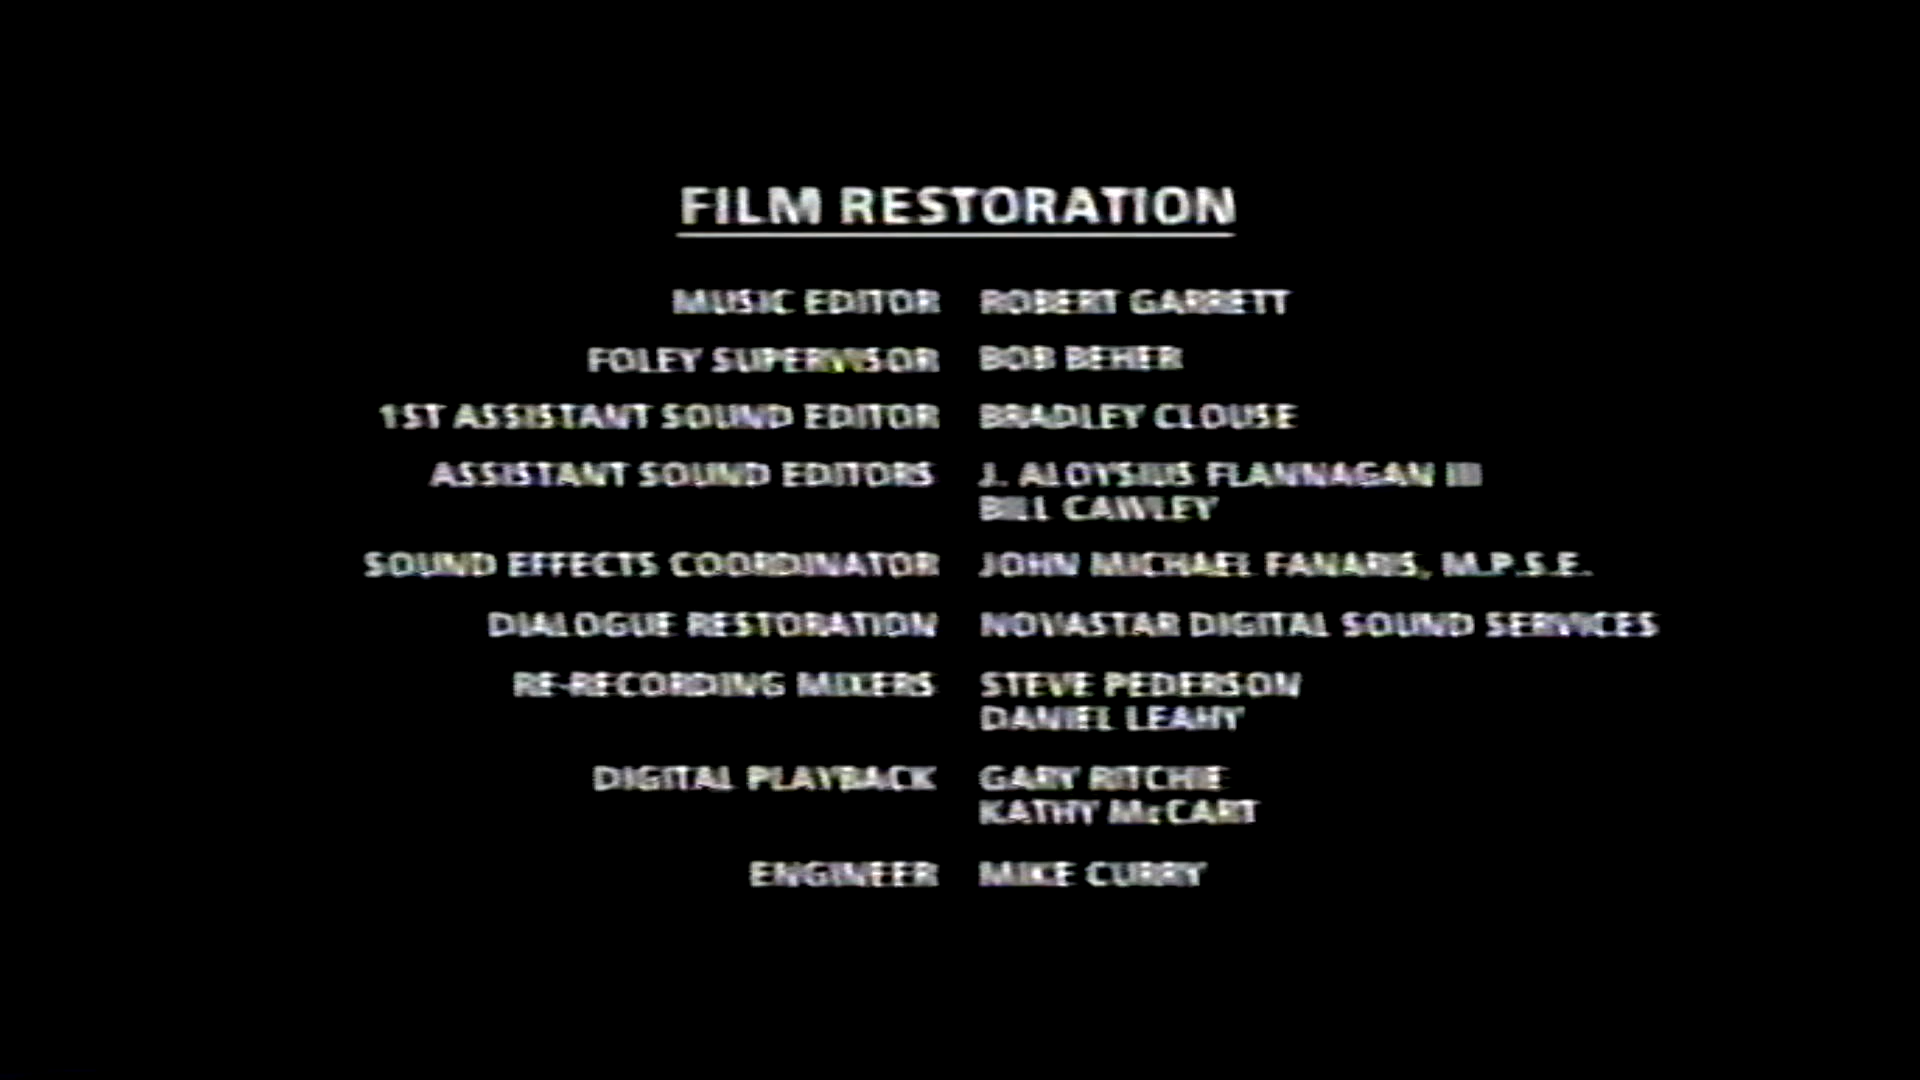 FILM RESTORATION
MUSIC EDITOR ROBERT GARRETT
FOLEY SUPERVISOR BOB BEHER
1ST ASSISTANT SOUND EDITOR BRADLEY CLOUSE
ASSISTANT SOUND EDITORS J. ALOYSIUS FLANNAGAN III
BILL CAWLEY
SOUND EFFECTS COORDINATOR JOHN MICHAEL FANARIS, M.P.S.E.
DIALOGUE RESTORATION NOVASTAR DIGITAL SOUND SERVICES
RE-RECORDING MIXERS STEVE PEDERSON
DANIEL LEAHY
DIGITAL PLAYBACK GARY RITCHIE
KATHY McCART
ENGINEER MIKE CURRY